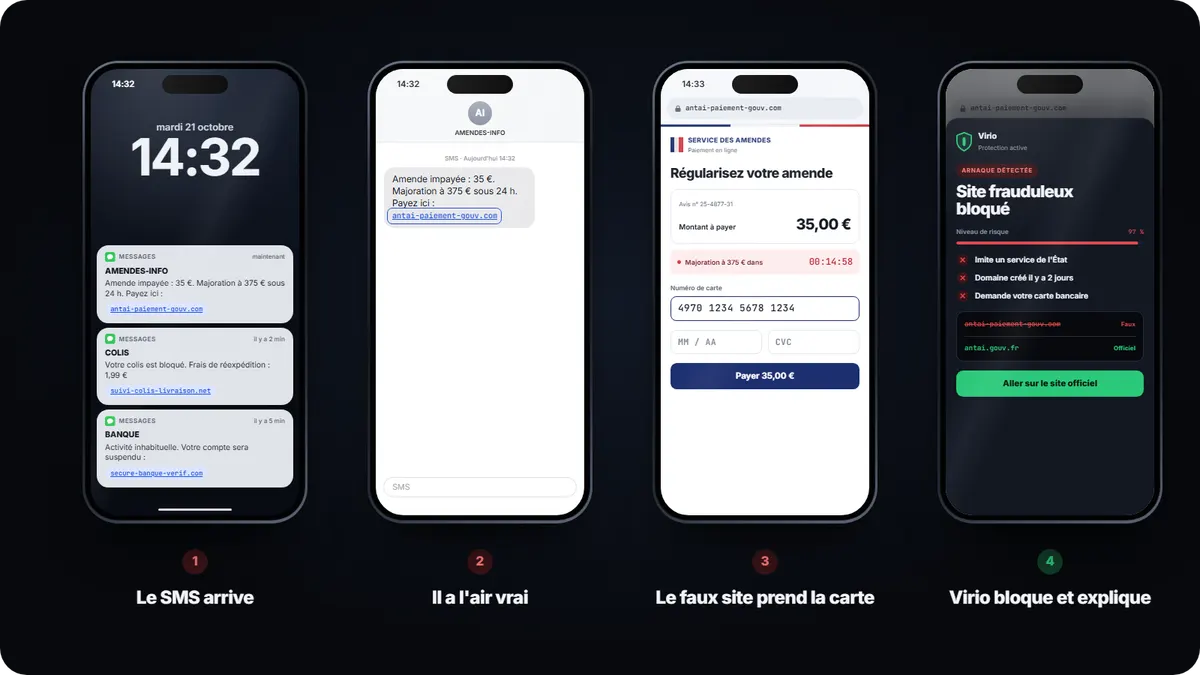 14:32
mardi 21 octobre
14:32
MESSAGES
maintenant
AMENDES-INFO
Amende impayée : 35 €. Majoration à 375 € sous
24 h. Payez ici :
antai-paiement-gouv.com
MESSAGES
il y a 2 min
COLIS
Votre colis est bloqué. Frais de réexpédition :
1,99 €
suivi-colis-livraison.net
MESSAGES
il y a 5 min
BANQUE
Activité inhabituelle. Votre compte sera
suspendu :
secure-banque-verif.com
1
Le SMS arrive
14:32
AI
AMENDES-INFO
SMS · Aujourd'hui 14:32
Amende impayée : 35 €.
Majoration à 375 € sous 24 h.
Payez ici :
antai-paiement-gouv.com
SMS
2
Il a l'air vrai
14:33
antai-paiement-gouv.com
SERVICE DES AMENDES
Paiement en ligne
Régularisez votre amende
Avis n° 25-4877-31
Montant à payer
35,00 €
Majoration à 375 € dans
00:14:58
Numéro de carte
4970 1234 5678 1234
MM / AA
CVC
Payer 35,00 €
3
Le faux site prend la carte
antai-paiement-gouv.com
Virio
Protection active
ARNAQUE DÉTECTÉE
Site frauduleux
bloqué
Niveau de risque
97 %
Imite un service de l'État
Domaine créé il y a 2 jours
Demande votre carte bancaire
antai-paiement-gouv.com
Faux
antai.gouv.fr
Officiel
Aller sur le site officiel
4
Virio bloque et explique